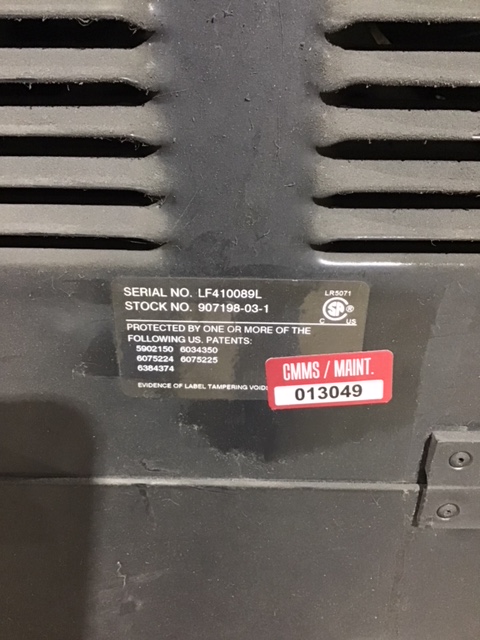 SERIAL NO. LF410089L
STOCK NO. 907198-03-1
LR5071
C US
PROTECTED BY ONE OR MORE OF THE
FOLLOWING US. PATENTS:
5902150 6034350
6075224 6075225
6384374
EVIDENCE OF LABEL TAMPERING VOIDS
CMMS / MAINT.
013049